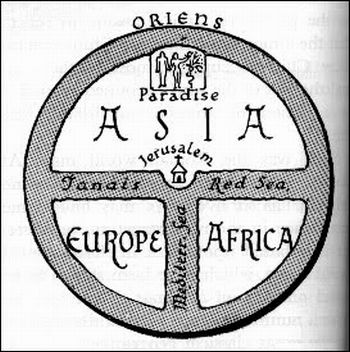 ORIENS
Paradise
ASIA
Jerusalem
Tanais
Red Sea
EUROPE
Mediterr. Sea
AFRICA